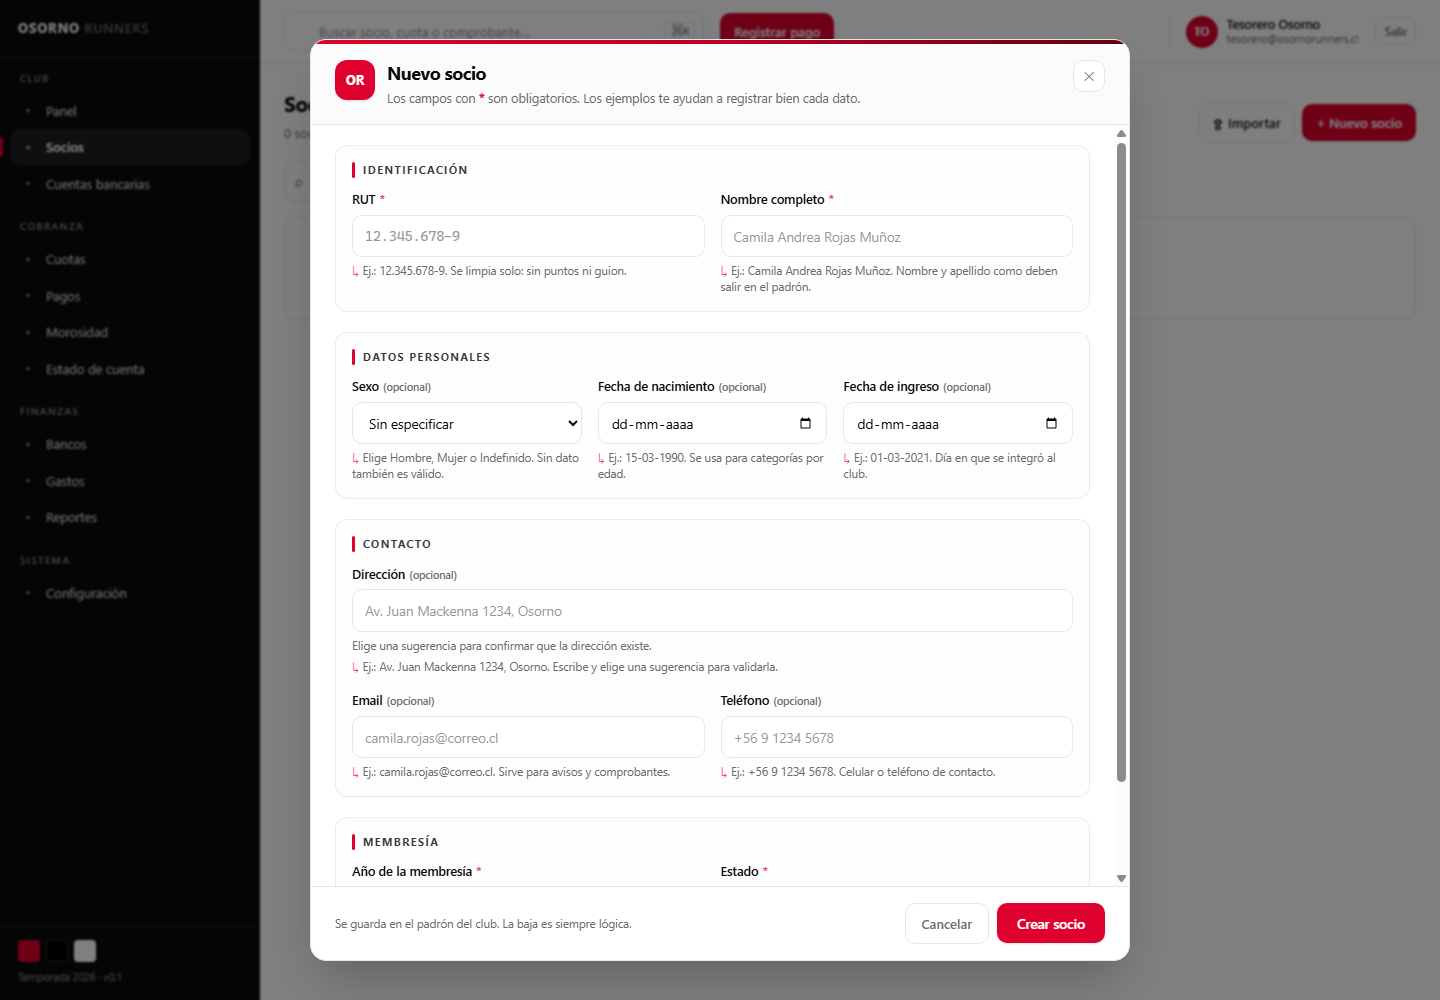 OSORNO RUNNERS
Buscar socio, cuota o comprobante...
⌘K
Registrar pago
TO
Tesorero Osorno
tesorero@osornorunners.cl
Salir
CLUB
Panel
Socios
Cuentas bancarias
COBRANZA
Cuotas
Pagos
Morosidad
Estado de cuenta
FINANZAS
Bancos
Gastos
Reportes
SISTEMA
Configuración
Temporada 2026 · v0.1
Importar
+ Nuevo socio
OR
Nuevo socio
Los campos con * son obligatorios. Los ejemplos te ayudan a registrar bien cada dato.
IDENTIFICACIÓN
RUT *
Nombre completo *
12.345.678-9
Camila Andrea Rojas Muñoz
↳ Ej.: 12.345.678-9. Se limpia solo: sin puntos ni guion.
↳ Ej.: Camila Andrea Rojas Muñoz. Nombre y apellido como deben
salir en el padrón.
DATOS PERSONALES
Sexo (opcional)
Fecha de nacimiento (opcional)
Fecha de ingreso (opcional)
Sin especificar
dd-mm-aaaa
dd-mm-aaaa
↳ Elige Hombre, Mujer o Indefinido. Sin dato
también es válido.
↳ Ej.: 15-03-1990. Se usa para categorías por
edad.
↳ Ej.: 01-03-2021. Día en que se integró al
club.
CONTACTO
Dirección (opcional)
Av. Juan Mackenna 1234, Osorno
Elige una sugerencia para confirmar que la dirección existe.
↳ Ej.: Av. Juan Mackenna 1234, Osorno. Escribe y elige una sugerencia para validarla.
Email (opcional)
Teléfono (opcional)
camila.rojas@correo.cl
+56 9 1234 5678
↳ Ej.: camila.rojas@correo.cl. Sirve para avisos y comprobantes.
↳ Ej.: +56 9 1234 5678. Celular o teléfono de contacto.
MEMBRESÍA
Año de la membresía *
Estado *
Se guarda en el padrón del club. La baja es siempre lógica.
Cancelar
Crear socio